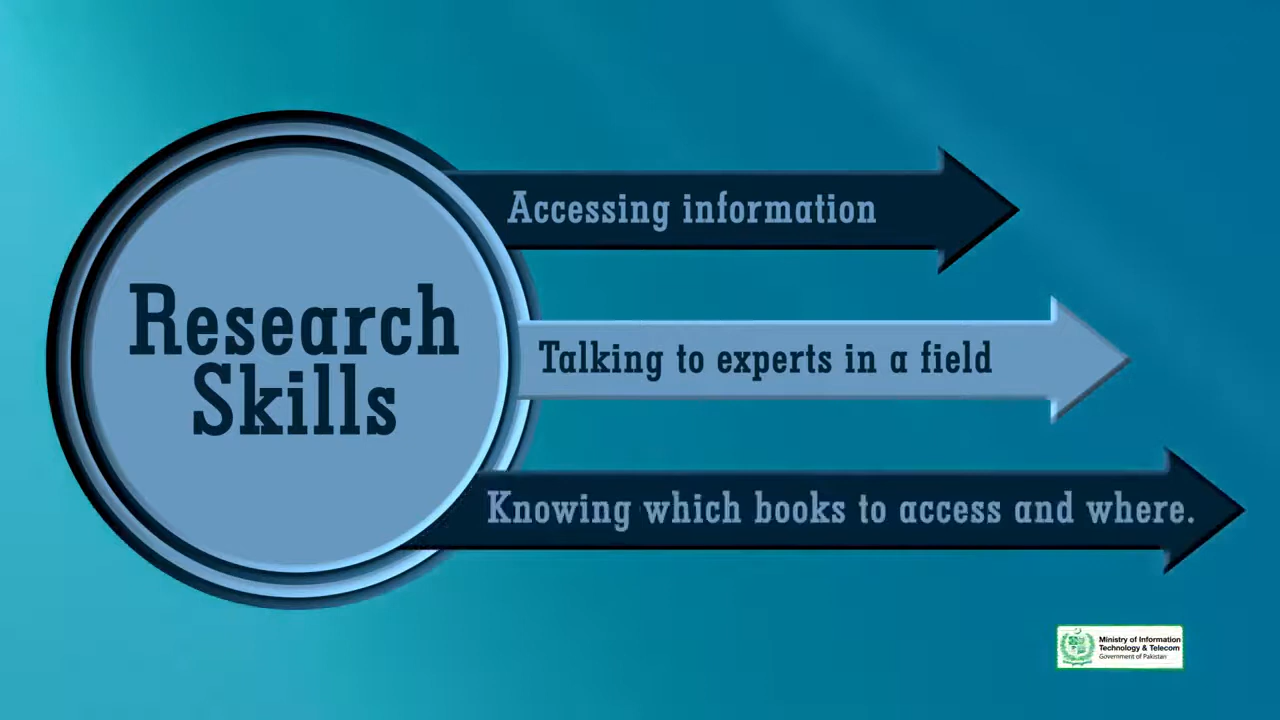 Research
Skills
Accessing information
Talking to experts in a field
Knowing which books to access and where.
Ministry of Information
Technology & Telecom
Government of Pakistan